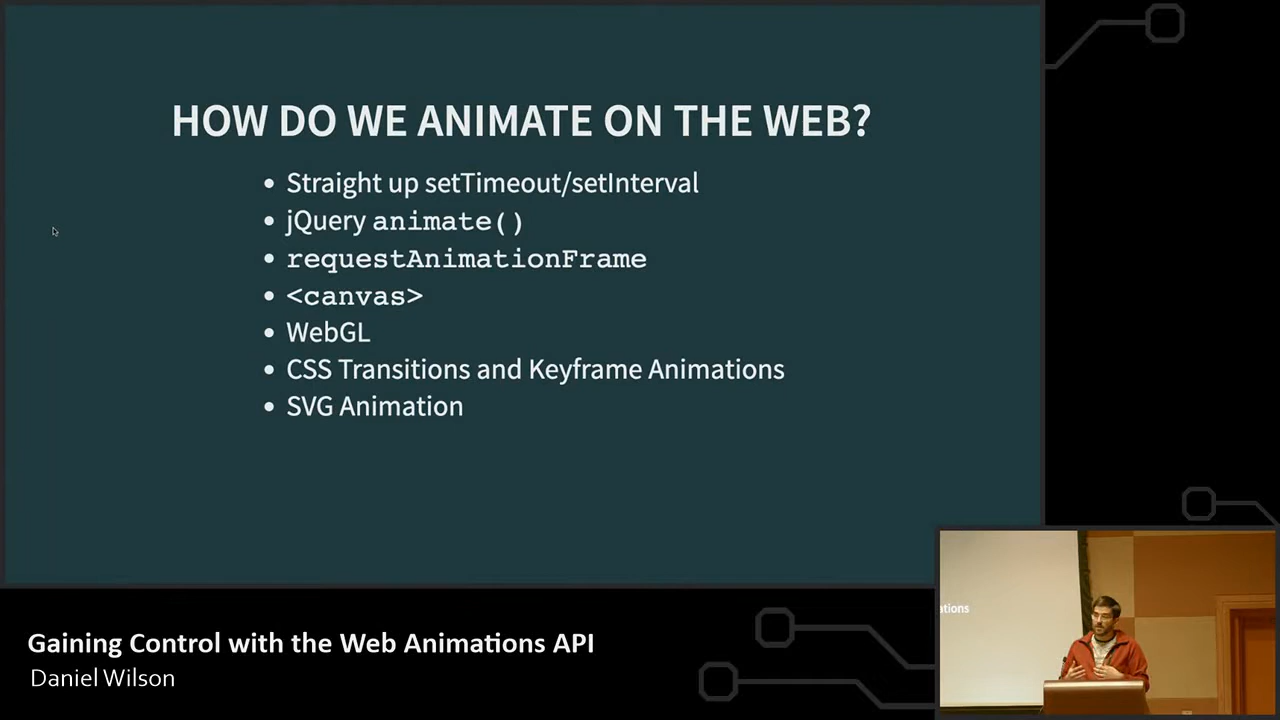 HOW DO WE ANIMATE ON THE WEB?
• Straight up setTimeout/setInterval
• jQuery animate()
• requestAnimationFrame
• <canvas>
• WebGL
• CSS Transitions and Keyframe Animations
• SVG Animation
ations
Gaining Control with the Web Animations API
Daniel Wilson